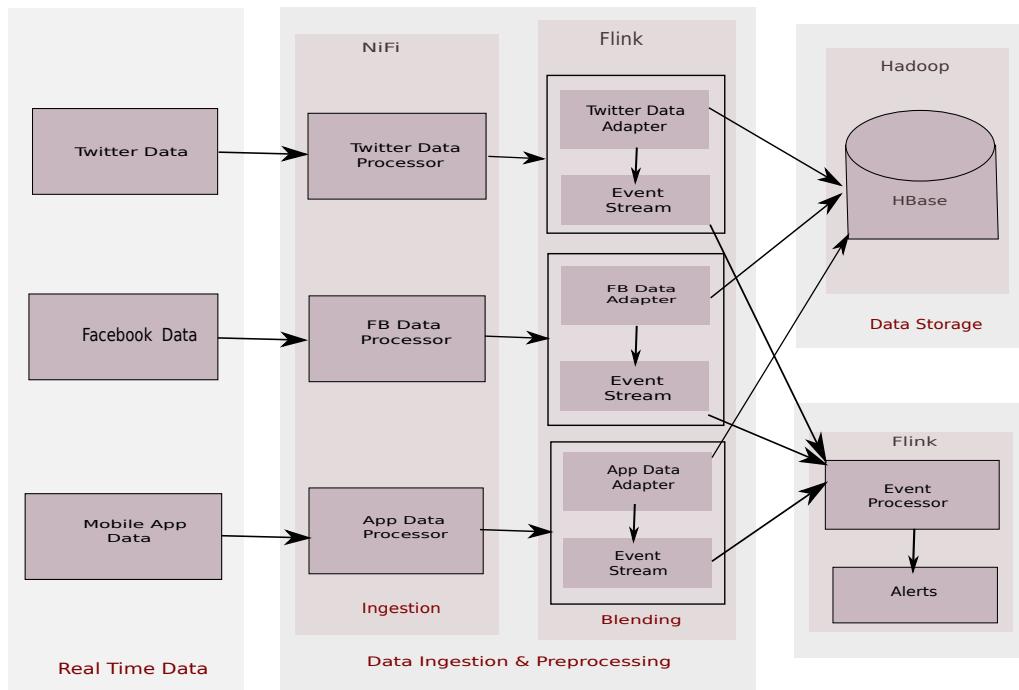 NiFi
Flink
Hadoop
Twitter Data
Twitter Data
Processor
Twitter Data
Adapter
Event
Stream
HBase
Facebook  Data
FB Data
Processor
FB Data
Adapter
Event
Stream
Data Storage
Mobile App
Data
App Data
Processor
App Data
Adapter
Event
Stream
Flink
Event
Processor
Alerts
Ingestion
Blending
Real Time Data
Data Ingestion & Preprocessing